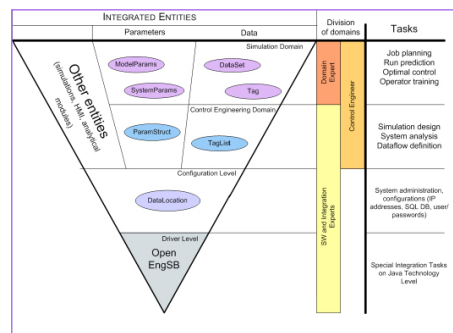 INTEGRATED ENTITIES
Parameters
Data
Division
of domains
Tasks
Simulation Domain
ModelParams
DataSet
SystemParams
Tag
Other entities
(simulations, HMI, analytical
modules)
Control Engineering Domain
ParamStruct
TagList
Configuration Level
DataLocation
Driver Level
Open
EngSB
Domain
Expert
Control Engineer
SW and Integration
Experts
Job planning
Run prediction
Optimal control
Operator training
Simulation design
System analysis
Dataflow definition
System administration,
configurations (IP
addresses, SQL DB, user/
passwords)
Special Integration Tasks
on Java Technology
Level